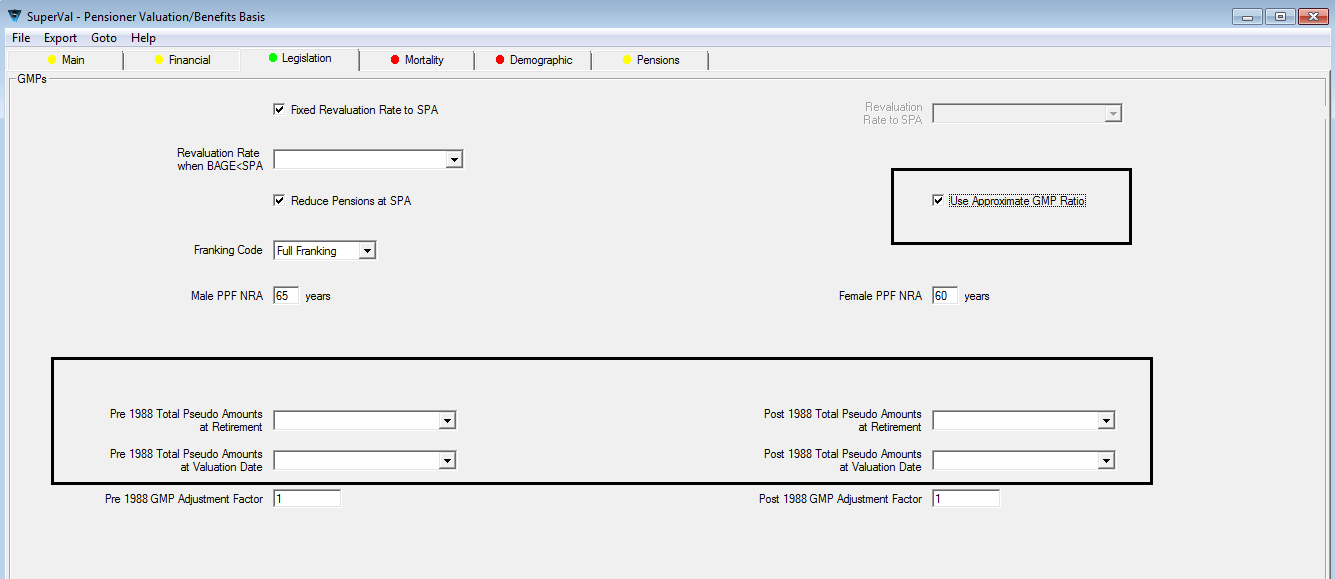 SuperVal - Pensioner Valuation/Benefits Basis
File Export Goto Help
Main Financial Legislation Mortality Demographic Pensions
GMPs
Fixed Revaluation Rate to SPA
Revaluation
Rate to SPA
Revaluation Rate
when BAGE<SPA
Reduce Pensions at SPA
Use Approximate GMP Ratio
Franking Code Full Franking
Male PPF NRA 65 years
Female PPF NRA 60 years
Pre 1988 Total Pseudo Amounts
at Retirement
Post 1988 Total Pseudo Amounts
at Retirement
Pre 1988 Total Pseudo Amounts
at Valuation Date
Post 1988 Total Pseudo Amounts
at Valuation Date
Pre 1988 GMP Adjustment Factor 1
Post 1988 GMP Adjustment Factor 1